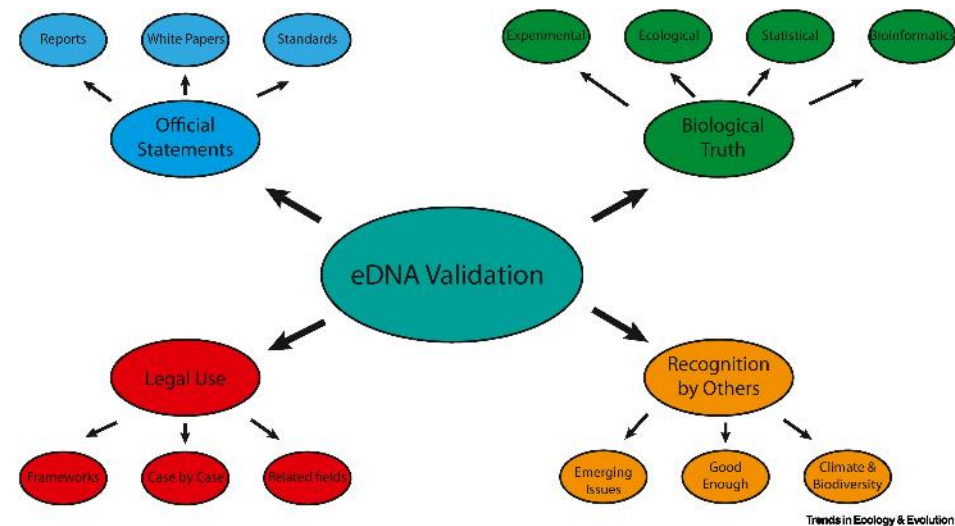 Reports
White Papers
Standards
Official
Statements
Experimental
Ecological
Statistical
Bioinformatics
Biological
Truth
eDNA Validation
Legal Use
Frameworks
Case by Case
Related fields
Recognition
by Others
Emerging
Issues
Good
Enough
Climate &
Biodiversity
Trends in Ecology & Evolution